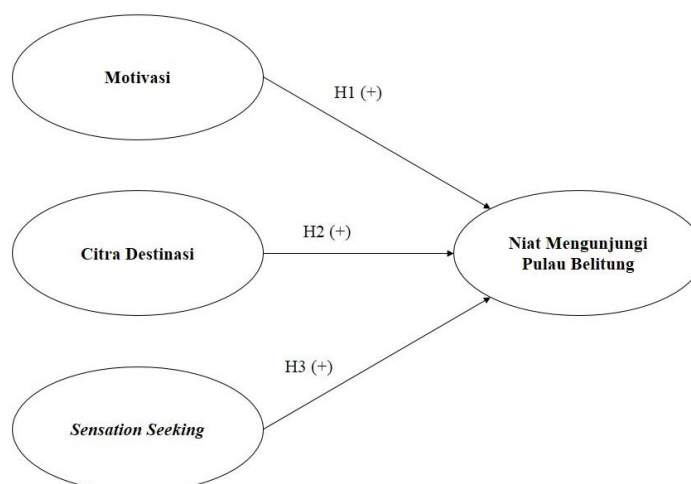 Motivasi
H1 (+)
Citra Destinasi
H2 (+)
Niat Mengunjungi
Pulau Belitung
H3 (+)
Sensation Seeking